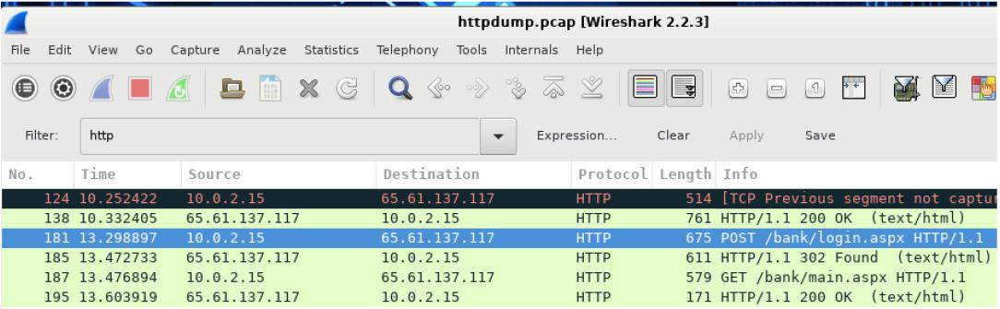 httpdump.pcap [Wireshark 2.2.3]
File Edit View Go Capture Analyze Statistics Telephony Tools Internals Help
Filter: http Expression... Clear Apply Save
No. Time Source Destination Protocol Length Info
124 10.252422 10.0.2.15 65.61.137.117 HTTP 514 [TCP Previous segment not captur
138 10.332405 65.61.137.117 10.0.2.15 HTTP 761 HTTP/1.1 200 OK (text/html)
181 13.298897 10.0.2.15 65.61.137.117 HTTP 675 POST /bank/login.aspx HTTP/1.1
185 13.472733 65.61.137.117 10.0.2.15 HTTP 611 HTTP/1.1 302 Found (text/html)
187 13.476894 10.0.2.15 65.61.137.117 HTTP 579 GET /bank/main.aspx HTTP/1.1
195 13.603919 65.61.137.117 10.0.2.15 HTTP 171 HTTP/1.1 200 OK (text/html)